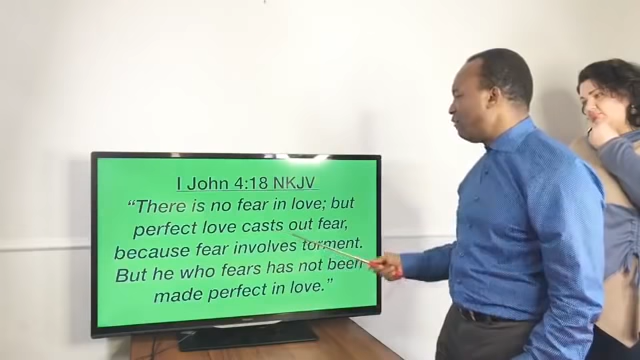 I John 4:18 NKJV
“There is no fear in love; but
perfect love casts out fear,
because fear involves torment.
But he who fears has not been
made perfect in love.”